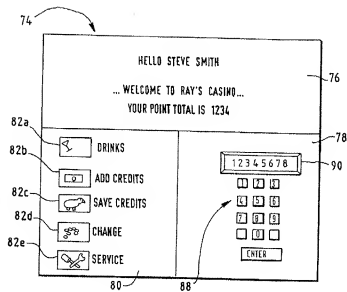 74
HELLO STEVE SMITH
76
... WELCOME TO RAY'S CASINO...
YOUR POINT TOTAL IS 1234
78
82a
DRINKS
12345678
90
82b
ADD CREDITS
1 2 3
82c
SAVE CREDITS
4 5 6
82d
CHANGE
7 8 9
0
82e
SERVICE
ENTER
80
88